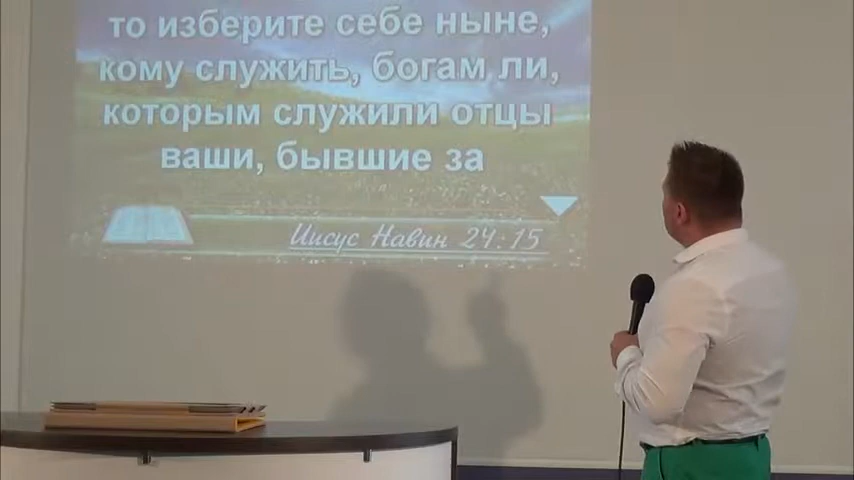 то изберите себе ныне,
кому служить, богам ли,
которым служили отцы
ваши, бывшие за
Иисус Навин 24:15